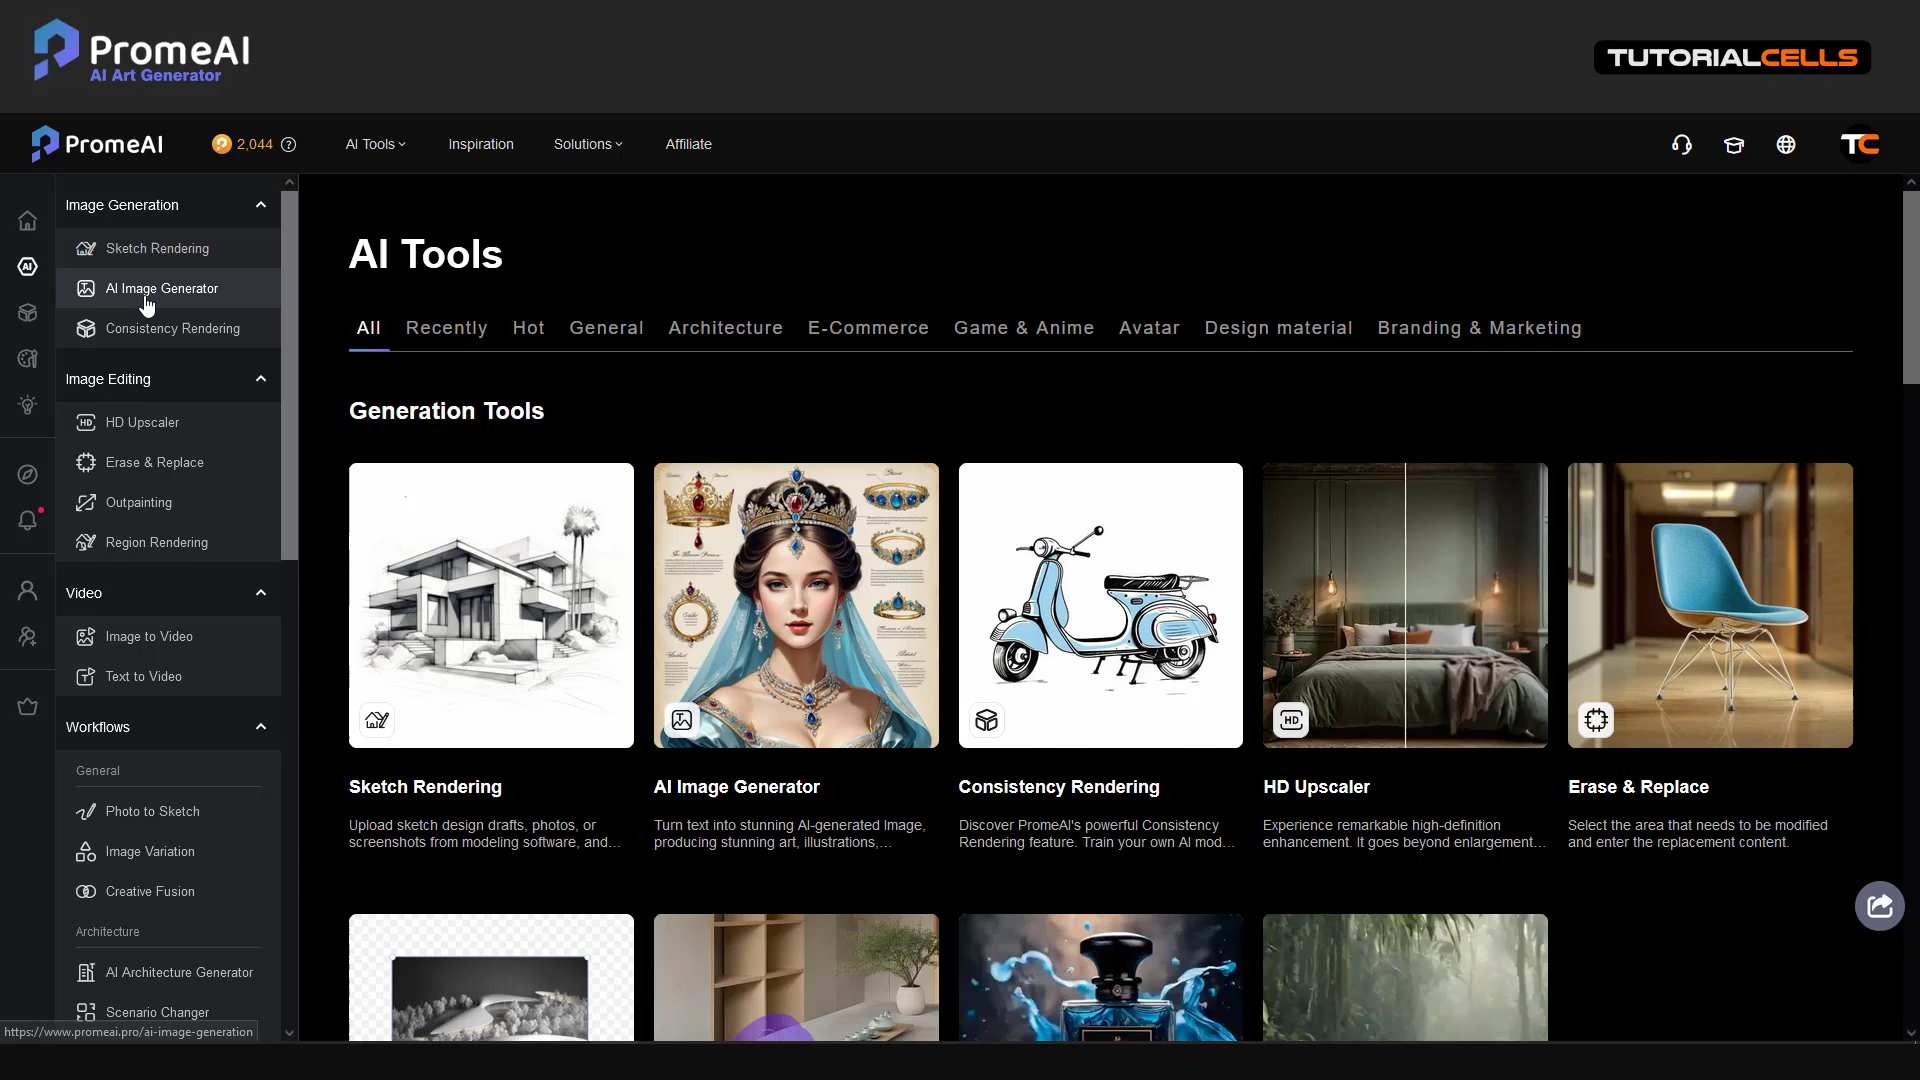 PromeAI
AI Art Generator
TUTORIALCELLS
PromeAI
2,044
AI Tools
Inspiration
Solutions
Affiliate
TC
Image Generation
Sketch Rendering
AI Image Generator
Consistency Rendering
Image Editing
HD Upscaler
Erase & Replace
Outpainting
Region Rendering
Video
Image to Video
Text to Video
Workflows
General
Photo to Sketch
Image Variation
Creative Fusion
Architecture
AI Architecture Generator
Scenario Changer
https://www.promeai.pro/ai-image-generation
AI Tools
All Recently Hot General Architecture E-Commerce Game & Anime Avatar Design material Branding & Marketing
Generation Tools
HD
Sketch Rendering
Upload sketch design drafts, photos, or
screenshots from modeling software, and...
AI Image Generator
Turn text into stunning AI-generated Image,
producing stunning art, illustrations,...
Consistency Rendering
Discover PromeAI's powerful Consistency
Rendering feature. Train your own AI mod...
HD Upscaler
Experience remarkable high-definition
enhancement. It goes beyond enlargement...
Erase & Replace
Select the area that needs to be modified
and enter the replacement content.